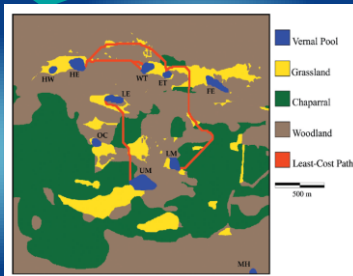 HW
HE
WT
ET
FE
LE
OC
UM
LM
MH
Vernal Pool
Grassland
Chaparral
Woodland
Least-Cost Path
500 m